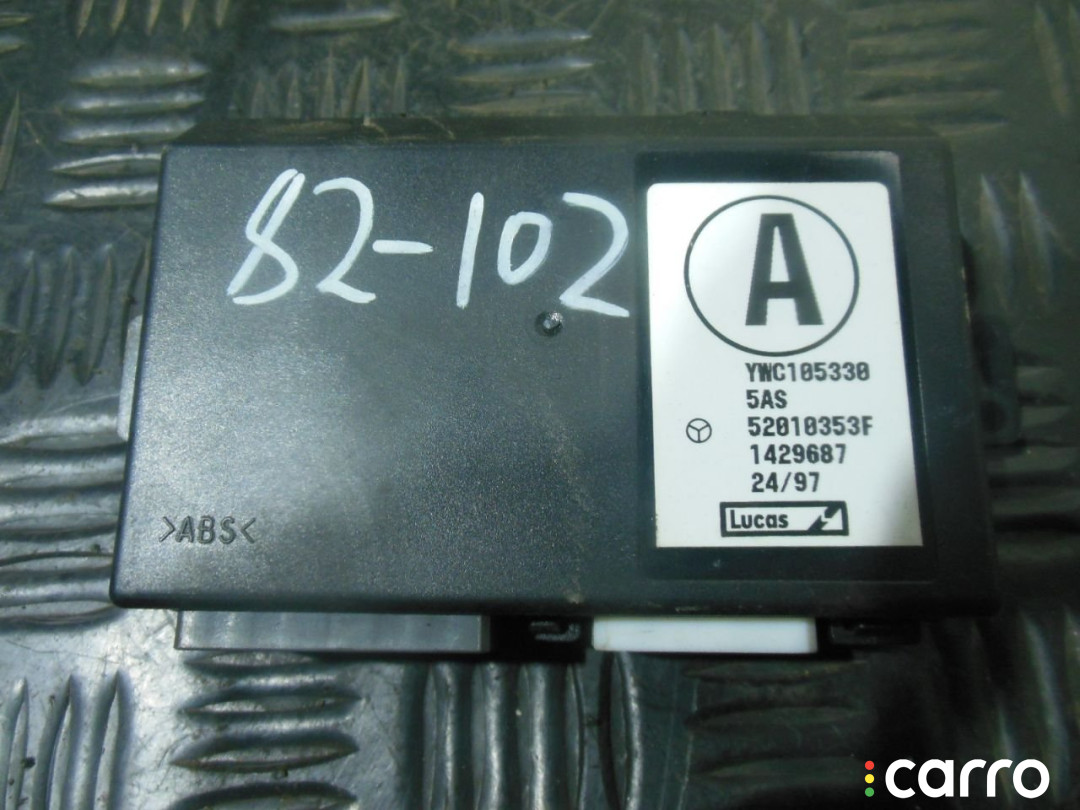 82-102
A
YWC105330
5AS
52010353F
1429687
24/97
Lucas
>ABS<
carro